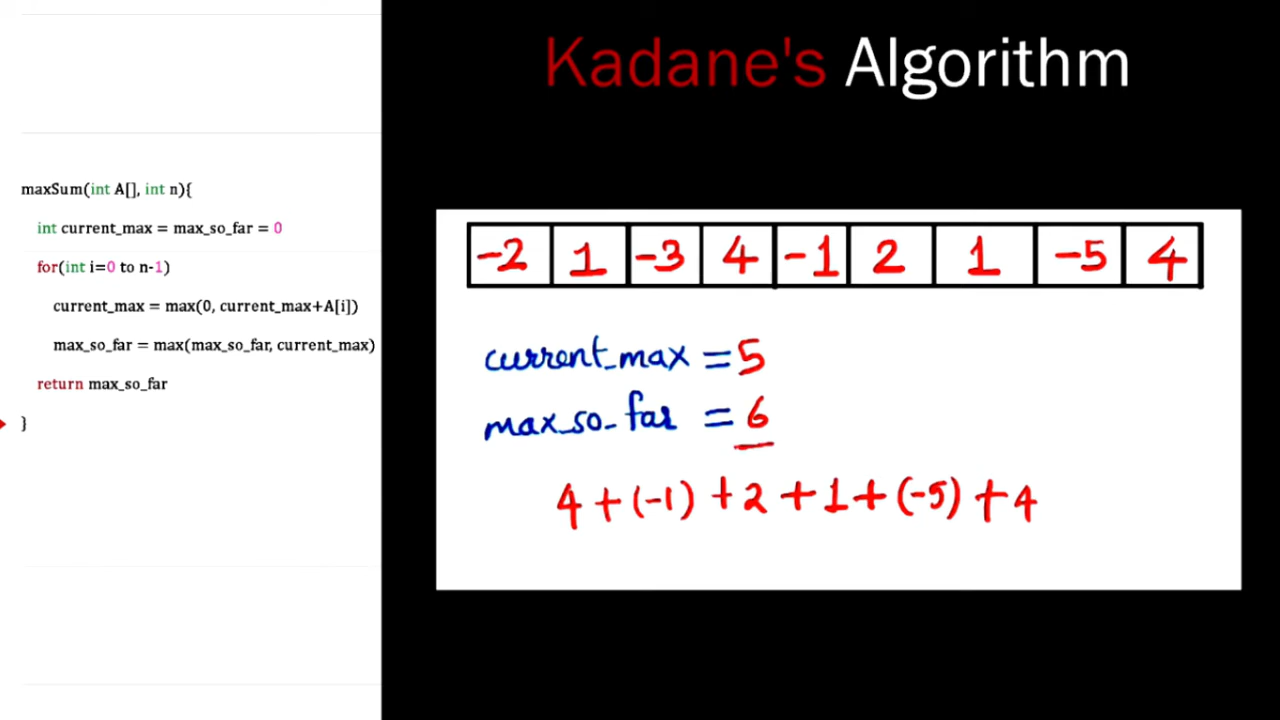 Kadane's Algorithm
maxSum(int A[], int n){
int current_max = max_so_far = 0
for(int i=0 to n-1)
current_max = max(0, current_max+A[i])
max_so_far = max(max_so_far, current_max)
return max_so_far
}
-2 1 -3 4 -1 2 1 -5 4
current_max = 5
max_so_far = 6
4 + (-1) + 2 + 1 + (-5) + 4